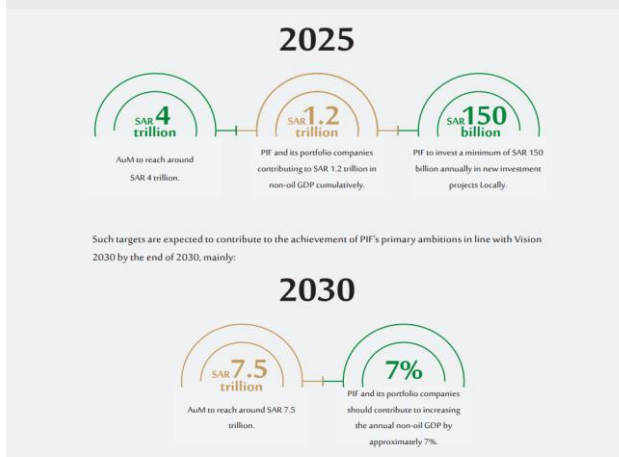 2025
SAR 4
trillion
AuM to reach around
SAR 4 trillion.
SAR 1.2
trillion
PIF and its portfolio companies
contributing to SAR 1.2 trillion in
non-oil GDP cumulatively.
SAR 150
billion
PIF to invest a minimum of SAR 150
billion annually in new investment
projects Locally.
Such targets are expected to contribute to the achievement of PIF's primary ambitions in line with Vision
2030 by the end of 2030, mainly:
2030
SAR 7.5
trillion
AuM to reach around SAR 7.5
trillion.
7%
PIF and its portfolio companies
should contribute to increasing
the annual non-oil GDP by
approximately 7%.